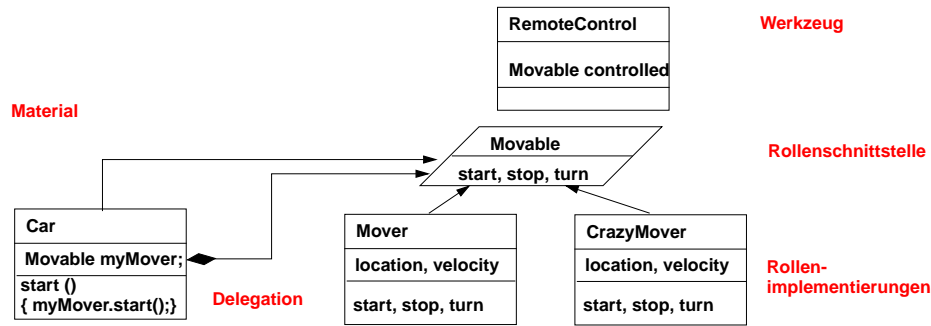 RemoteControl
Werkzeug
Movable controlled
Material
Movable
Rollenschnittstelle
start, stop, turn
Car
Movable myMover;
start ()
{ myMover.start();}
Delegation
Mover
location, velocity
start, stop, turn
CrazyMover
location, velocity
start, stop, turn
Rollen-
implementierungen